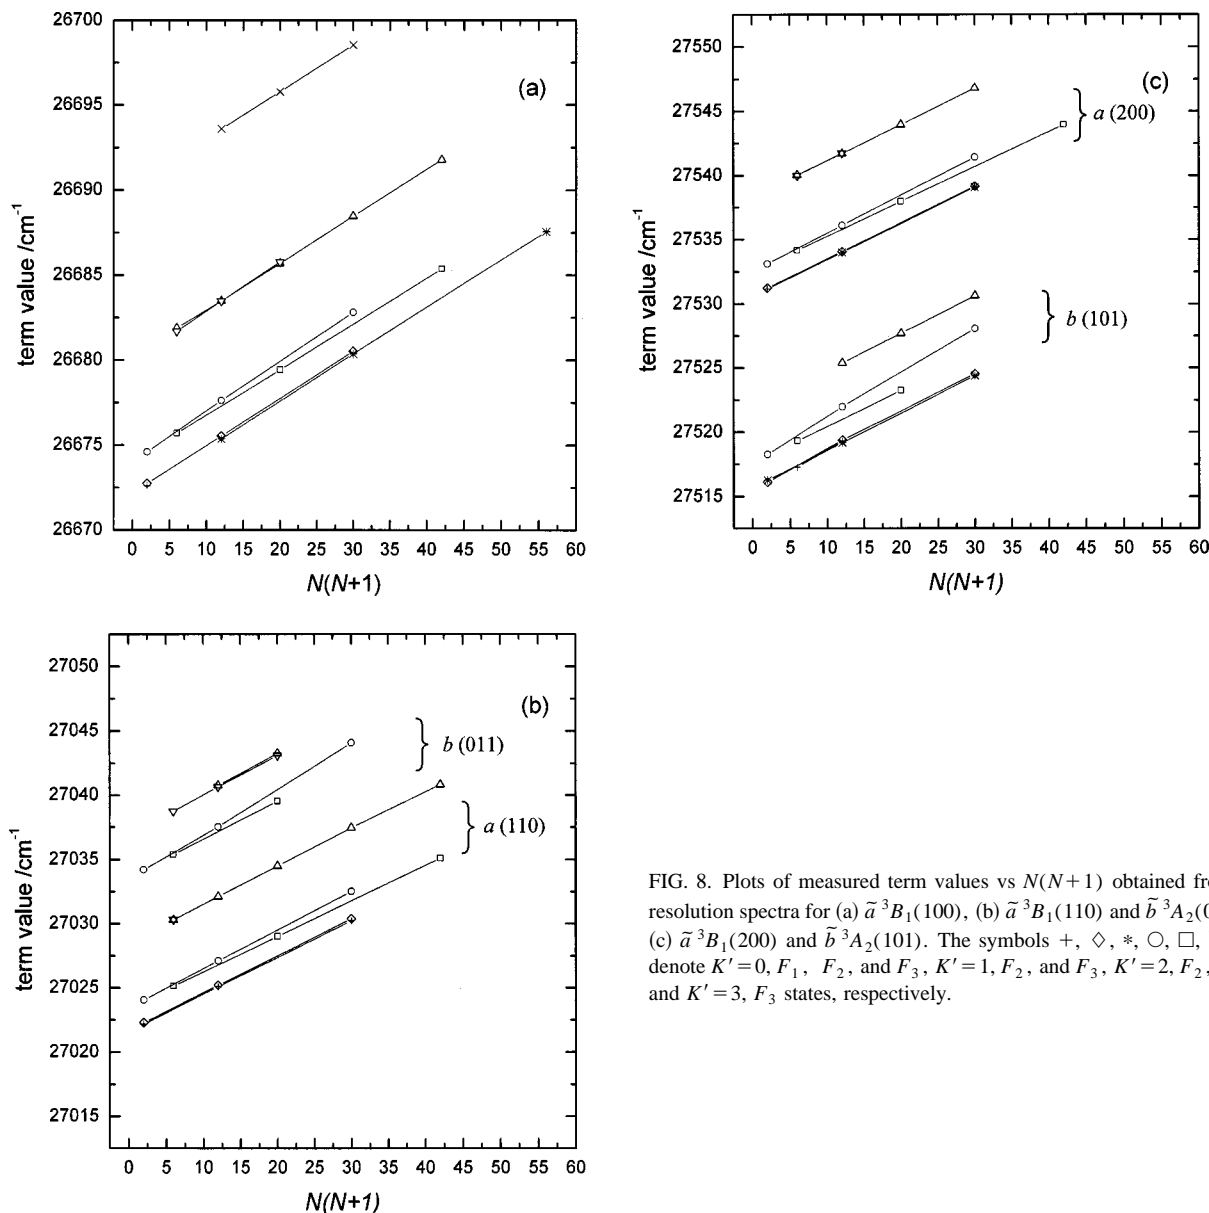 26700
26695
26690
26685
26680
26675
26670
term value /cm⁻¹
(a)
0 5 10 15 20 25 30 35 40 45 50 55 60
N(N+1)
27550
27545
27540
27535
27530
27525
27520
27515
term value /cm⁻¹
(c)
a (200)
b (101)
0 5 10 15 20 25 30 35 40 45 50 55 60
N(N+1)
27050
27045
27040
27035
27030
27025
27020
27015
term value /cm⁻¹
(b)
b (011)
a (110)
0 5 10 15 20 25 30 35 40 45 50 55 60
N(N+1)
FIG. 8. Plots of measured term values vs N(N+1) obtained
resolution spectra for (a) ã ³B₁(100), (b) ã ³B₁(110) and b̃ ³A₂(
(c) ã ³B₁(200) and b̃ ³A₂(101). The symbols +, ◇, *, ○, □,
denote K′=0, F₁, F₂, and F₃, K′=1, F₂, and F₃, K′=2, F₂,
and K′=3, F₃ states, respectively.